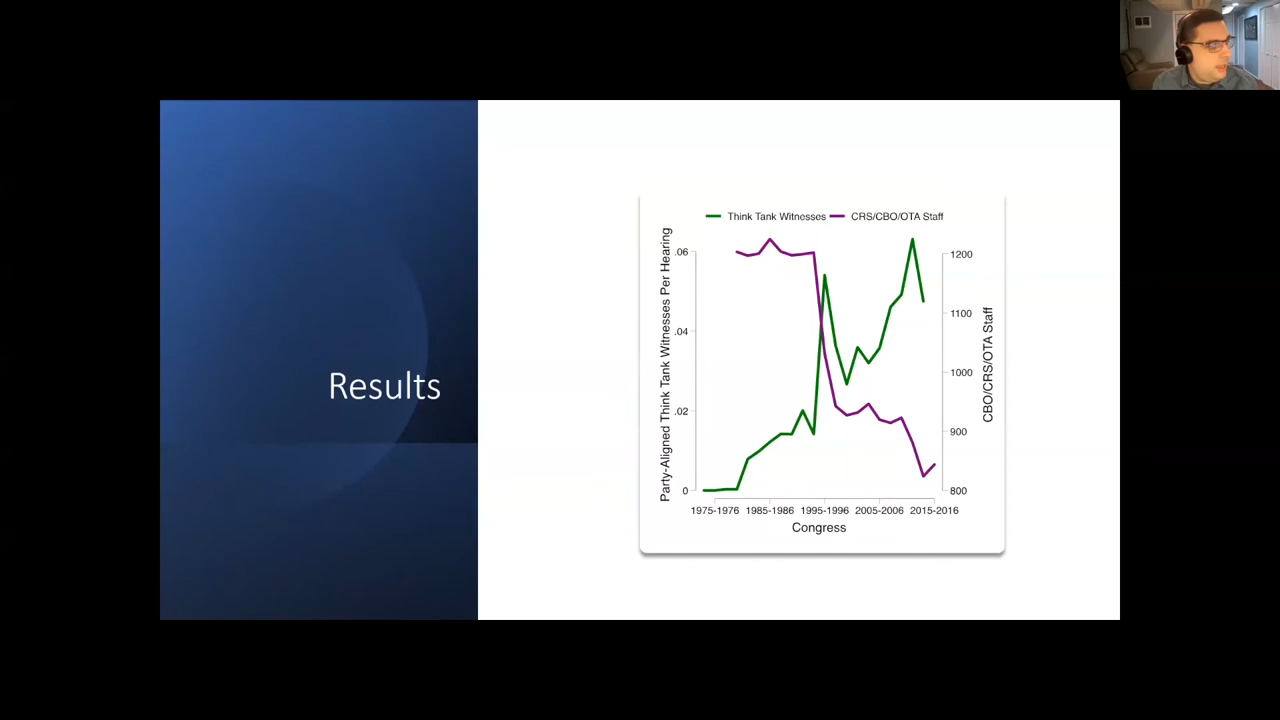 Results
Think Tank Witnesses CRS/CBO/OTA Staff
Party-Aligned Think Tank Witnesses Per Hearing
.06
.04
.02
0
1200
1100
1000
900
800
CBO/CRS/OTA Staff
1975-1976 1985-1986 1995-1996 2005-2006 2015-2016
Congress